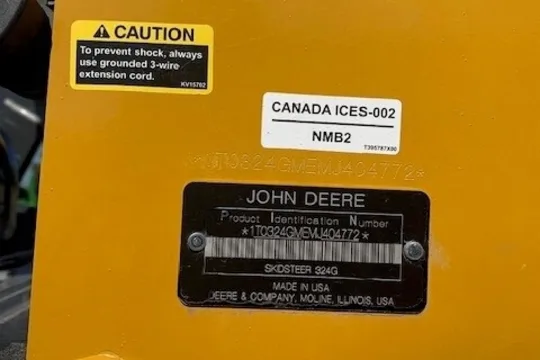 ⚠ CAUTION
To prevent shock, always
use grounded 3-wire
extension cord.
KV15762
CANADA ICES-002
NMB2
T395787X00
*1T0324GMEMJ404772*
JOHN DEERE
Product Identification Number
*1T0324GMEMJ404772*
SKIDSTEER 324G
MADE IN USA
DEERE & COMPANY, MOLINE, ILLINOIS, USA